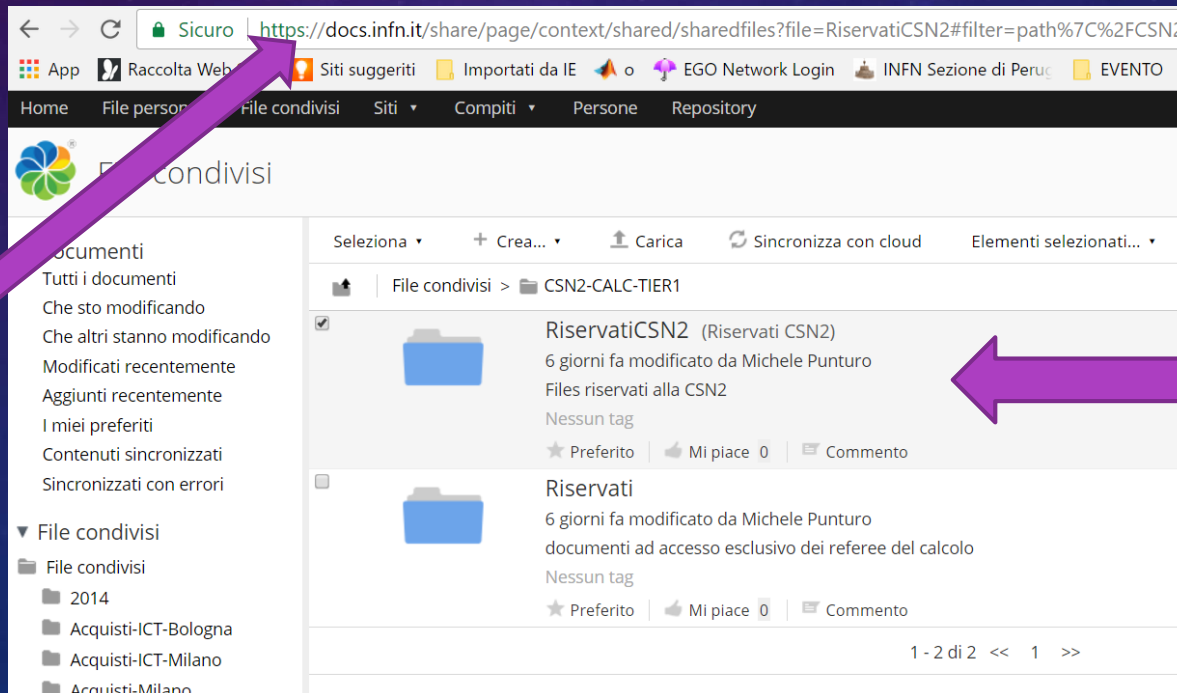 Sicuro https://docs.infn.it/share/page/context/shared/sharedfiles?file=RiservatiCSN2#filter=path%7C%2FCSN2
App Raccolta Web Siti suggeriti Importati da IE o EGO Network Login INFN Sezione di Perug EVENTO
Home File person File condivisi Siti Compiti Persone Repository
condivisi
Seleziona + Crea... Carica Sincronizza con cloud Elementi selezionati...
File condivisi > CSN2-CALC-TIER1
ocumenti
Tutti i documenti
Che sto modificando
Che altri stanno modificando
Modificati recentemente
Aggiunti recentemente
I miei preferiti
Contenuti sincronizzati
Sincronizzati con errori
File condivisi
File condivisi
2014
Acquisti-ICT-Bologna
Acquisti-ICT-Milano
Acquisti-Milano
RiservatiCSN2 (Riservati CSN2)
6 giorni fa modificato da Michele Punturo
Files riservati alla CSN2
Nessun tag
Preferito Mi piace 0 Commento
Riservati
6 giorni fa modificato da Michele Punturo
documenti ad accesso esclusivo dei referee del calcolo
Nessun tag
Preferito Mi piace 0 Commento
1 - 2 di 2 << 1 >>